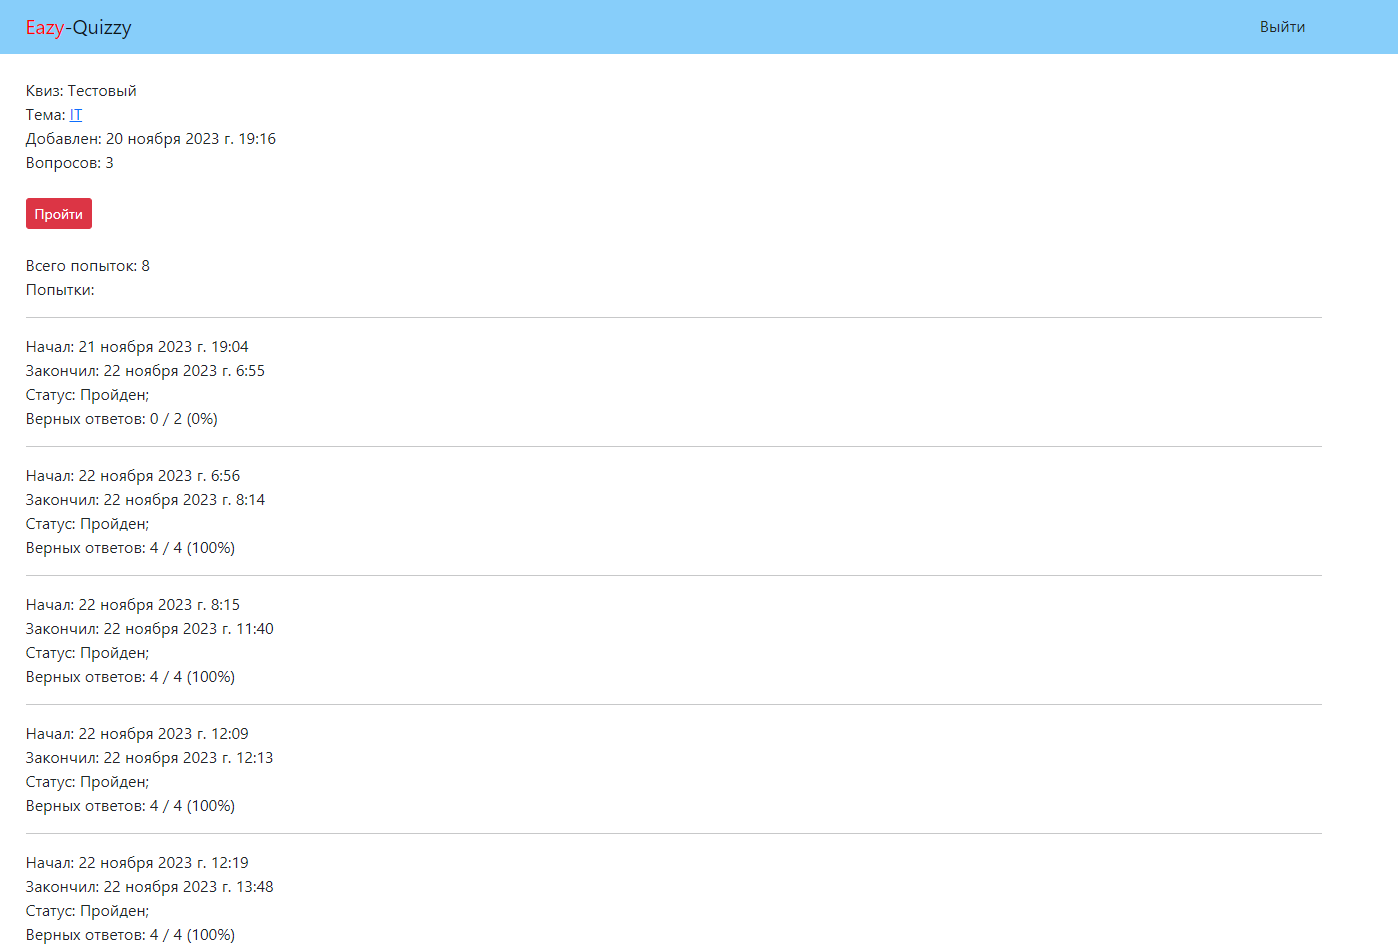 Eazy-Quizzy
Выйти
Квиз: Тестовый
Тема: IT
Добавлен: 20 ноября 2023 г. 19:16
Вопросов: 3
Пройти
Всего попыток: 8
Попытки:
Начал: 21 ноября 2023 г. 19:04
Закончил: 22 ноября 2023 г. 6:55
Статус: Пройден;
Верных ответов: 0 / 2 (0%)
Начал: 22 ноября 2023 г. 6:56
Закончил: 22 ноября 2023 г. 8:14
Статус: Пройден;
Верных ответов: 4 / 4 (100%)
Начал: 22 ноября 2023 г. 8:15
Закончил: 22 ноября 2023 г. 11:40
Статус: Пройден;
Верных ответов: 4 / 4 (100%)
Начал: 22 ноября 2023 г. 12:09
Закончил: 22 ноября 2023 г. 12:13
Статус: Пройден;
Верных ответов: 4 / 4 (100%)
Начал: 22 ноября 2023 г. 12:19
Закончил: 22 ноября 2023 г. 13:48
Статус: Пройден;
Верных ответов: 4 / 4 (100%)